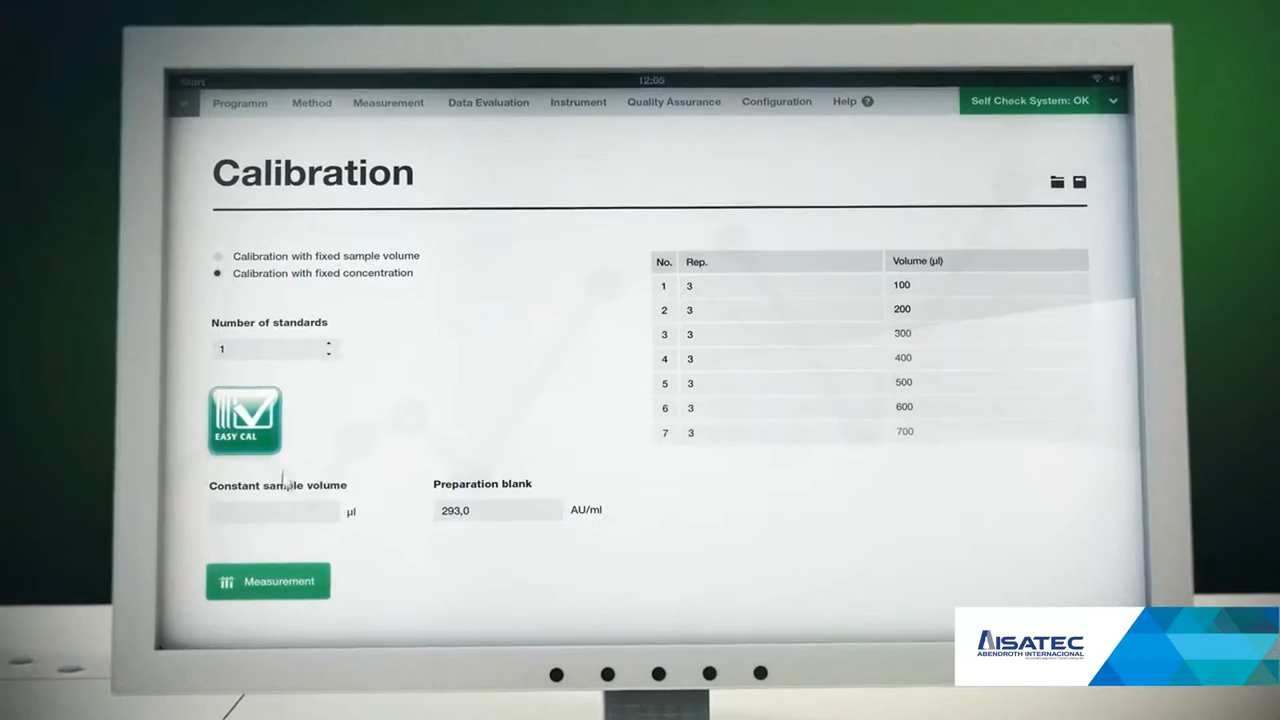 Start 12:05
Programm Method Measurement Data Evaluation Instrument Quality Assurance Configuration Help ? Self Check System: OK
Calibration
Calibration with fixed sample volume
Calibration with fixed concentration
Number of standards
1
EASY CAL
Constant sample volume
µl
Preparation blank
293,0 AU/ml
Measurement
No. Rep. Volume (µl)
1 3 100
2 3 200
3 3 300
4 3 400
5 3 500
6 3 600
7 3 700
AISATEC
ABENDROTH INTERNACIONAL